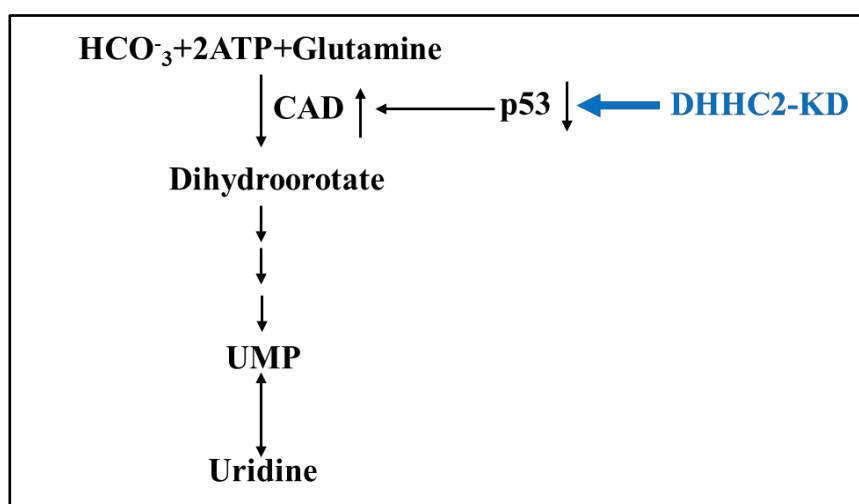 HCO⁻₃+2ATP+Glutamine
CAD p53 DHHC2-KD
Dihydroorotate
UMP
Uridine